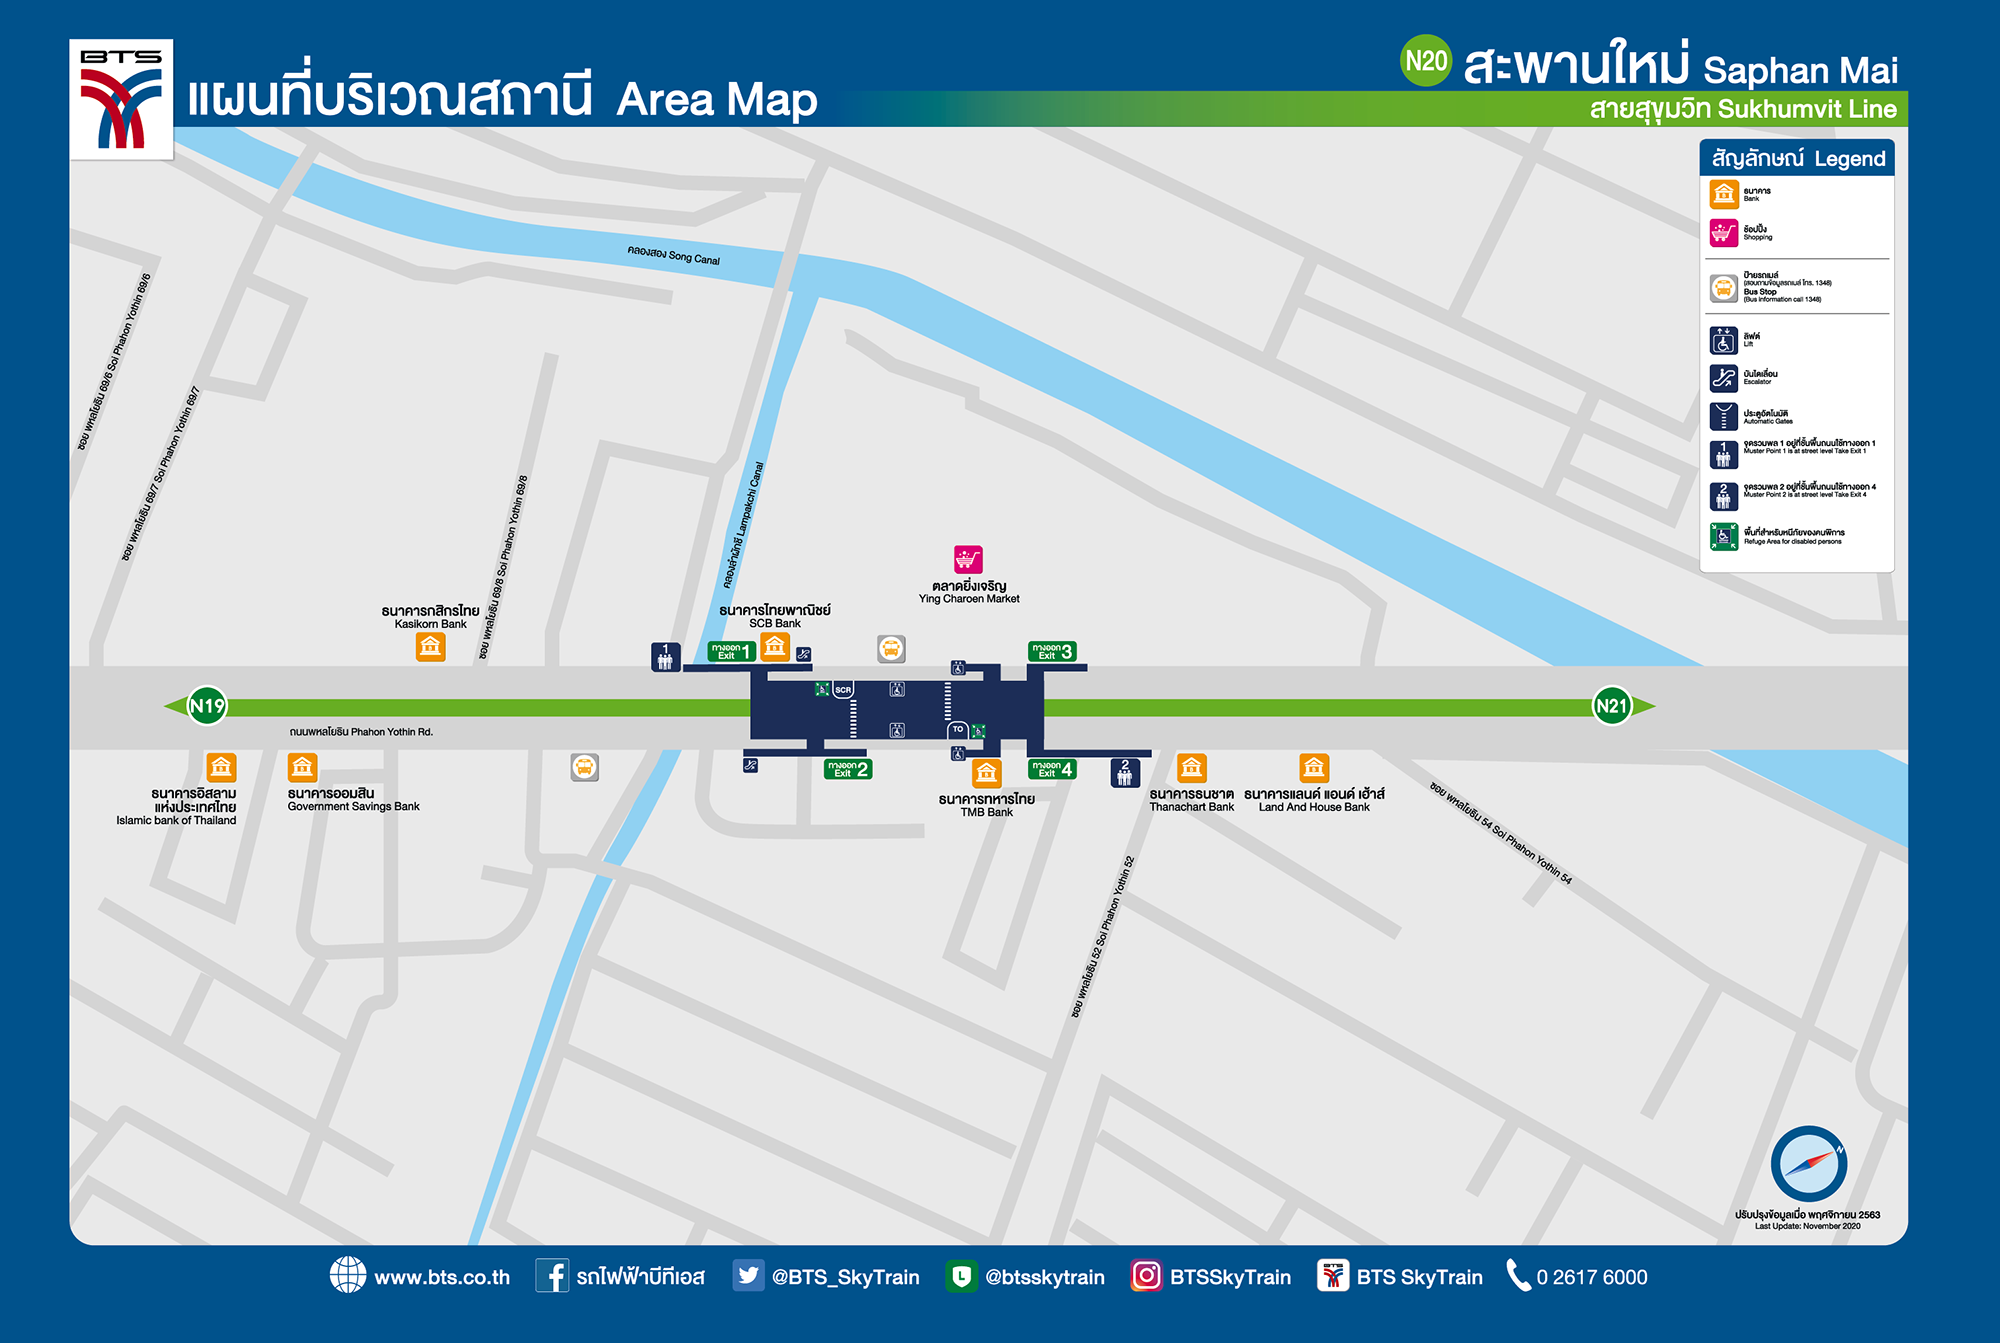 BTS
แผนที่บริเวณสถานี Area Map
N20 สะพานใหม่ Saphan Mai
สายสุขุมวิท Sukhumvit Line
สัญลักษณ์ Legend
ธนาคาร
Bank
ช้อปปิ้ง
Shopping
ป้ายรถเมล์
(สอบถามข้อมูลรถเมล์ โทร. 1348)
Bus Stop
(Bus information call 1348)
ลิฟต์
Lift
บันไดเลื่อน
Escalator
ประตูอัตโนมัติ
Automatic Gates
1
จุดรวมพล 1 อยู่ที่ชั้นพื้นถนนใช้ทางออก 1
Muster Point 1 is at street level Take Exit 1
2
จุดรวมพล 2 อยู่ที่ชั้นพื้นถนนใช้ทางออก 4
Muster Point 2 is at street level Take Exit 4
พื้นที่สำหรับหนีภัยของคนพิการ
Refuge Area for disabled persons
คลองสอง Song Canal
ซอย พหลโยธิน 69/6 Soi Phahon Yothin 69/6
ซอย พหลโยธิน 69/7 Soi Phahon Yothin 69/7
ซอย พหลโยธิน 69/8 Soi Phahon Yothin 69/8
คลองลำผักชี Lampakchi Canal
ตลาดยิ่งเจริญ
Ying Charoen Market
ธนาคารกสิกรไทย
Kasikorn Bank
ธนาคารไทยพาณิชย์
SCB Bank
1
ทางออก
Exit 1
ทางออก
Exit 3
SCR
N19
N21
TO
ถนนพหลโยธิน Phahon Yothin Rd.
ทางออก
Exit 2
ทางออก
Exit 4
2
ธนาคารอิสลาม
แห่งประเทศไทย
Islamic bank of Thailand
ธนาคารออมสิน
Government Savings Bank
ธนาคารทหารไทย
TMB Bank
ธนาคารธนชาต
Thanachart Bank
ธนาคารแลนด์ แอนด์ เฮ้าส์
Land And House Bank
ซอย พหลโยธิน 54 Soi Phahon Yothin 54
ซอย พหลโยธิน 52 Soi Phahon Yothin 52
N
ปรับปรุงข้อมูลเมื่อ พฤศจิกายน 2563
Last Update: November 2020
www.bts.co.th
รถไฟฟ้าบีทีเอส
@BTS_SkyTrain
@btsskytrain
BTSSkyTrain
BTS SkyTrain
0 2617 6000